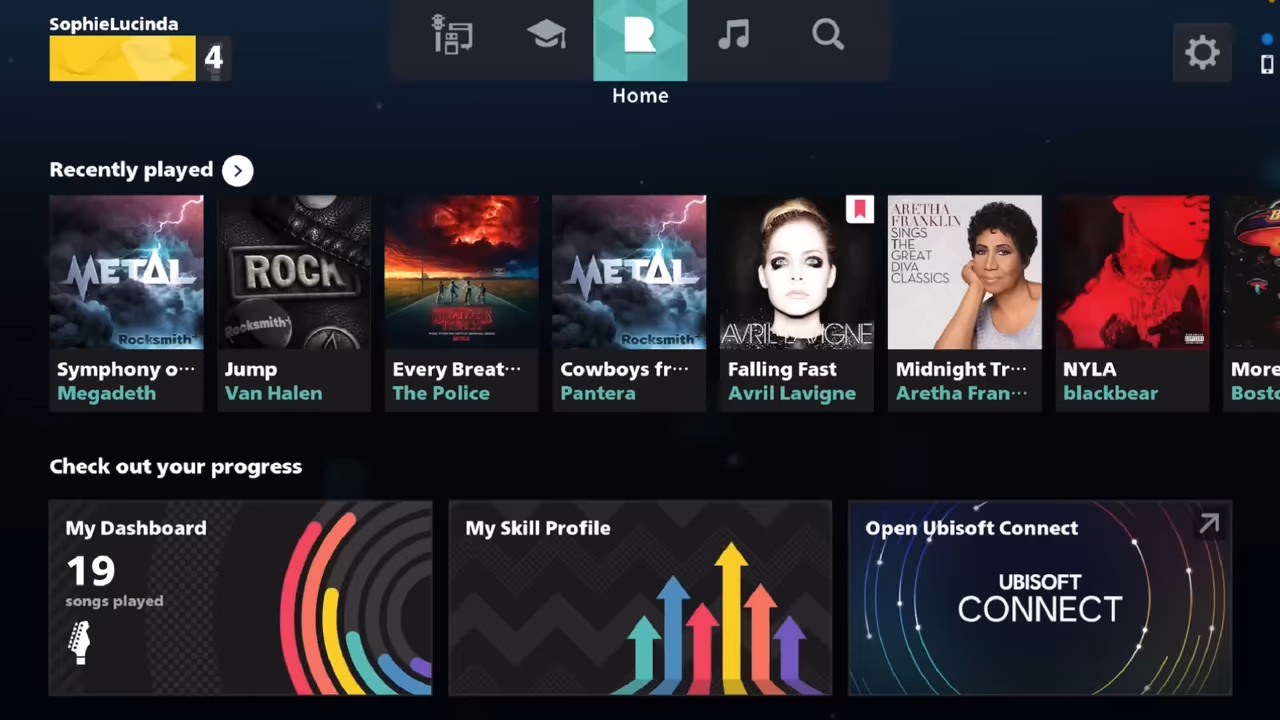 SophieLucinda
4
Home
Recently played
METAL
Rocksmith+
ROCK
Rocksmith+
METAL
Rocksmith+
AVRIL LAVIGNE
ARETHA
FRANKLIN
SINGS
THE
GREAT
DIVA
CLASSICS
Symphony o···
Megadeth
Jump
Van Halen
Every Breat···
The Police
Cowboys fr···
Pantera
Falling Fast
Avril Lavigne
Midnight Tr···
Aretha Fran···
NYLA
blackbear
More
Bosto
Check out your progress
My Dashboard
19
songs played
My Skill Profile
Open Ubisoft Connect
UBISOFT
CONNECT